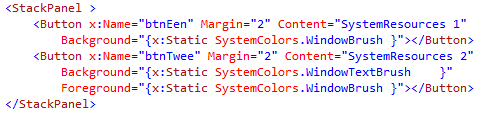 <StackPanel >
<Button x:Name="btnEen" Margin="2" Content="SystemResources 1"
Background="{x:Static SystemColors.WindowBrush }"></Button>
<Button x:Name="btnTwee" Margin="2" Content="SystemResources 2"
Background="{x:Static SystemColors.WindowTextBrush    }"
Foreground="{x:Static SystemColors.WindowBrush }"></Button>
</StackPanel>